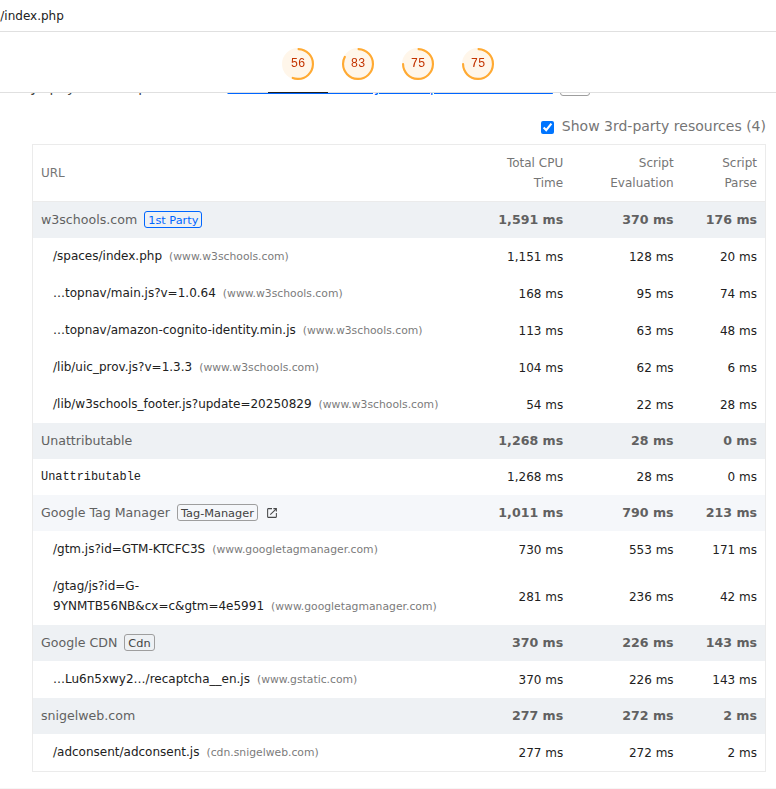 /index.php
56 83 75 75
Show 3rd-party resources (4)
URL Total CPU Time Script Evaluation Script Parse
w3schools.com 1st Party 1,591 ms 370 ms 176 ms
/spaces/index.php (www.w3schools.com) 1,151 ms 128 ms 20 ms
…topnav/main.js?v=1.0.64 (www.w3schools.com) 168 ms 95 ms 74 ms
…topnav/amazon-cognito-identity.min.js (www.w3schools.com) 113 ms 63 ms 48 ms
/lib/uic_prov.js?v=1.3.3 (www.w3schools.com) 104 ms 62 ms 6 ms
/lib/w3schools_footer.js?update=20250829 (www.w3schools.com) 54 ms 22 ms 28 ms
Unattributable 1,268 ms 28 ms 0 ms
Unattributable 1,268 ms 28 ms 0 ms
Google Tag Manager Tag-Manager 1,011 ms 790 ms 213 ms
/gtm.js?id=GTM-KTCFC3S (www.googletagmanager.com) 730 ms 553 ms 171 ms
/gtag/js?id=G-
9YNMTB56NB&cx=c&gtm=4e5991 (www.googletagmanager.com) 281 ms 236 ms 42 ms
Google CDN Cdn 370 ms 226 ms 143 ms
…Lu6n5xwy2…/recaptcha__en.js (www.gstatic.com) 370 ms 226 ms 143 ms
snigelweb.com 277 ms 272 ms 2 ms
/adconsent/adconsent.js (cdn.snigelweb.com) 277 ms 272 ms 2 ms